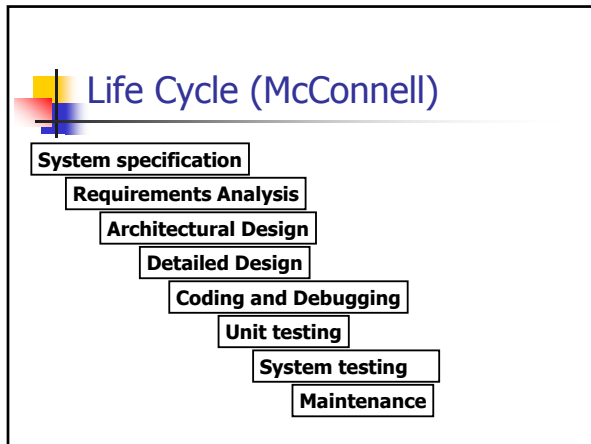 Life Cycle (McConnell)
System specification
Requirements Analysis
Architectural Design
Detailed Design
Coding and Debugging
Unit testing
System testing
Maintenance